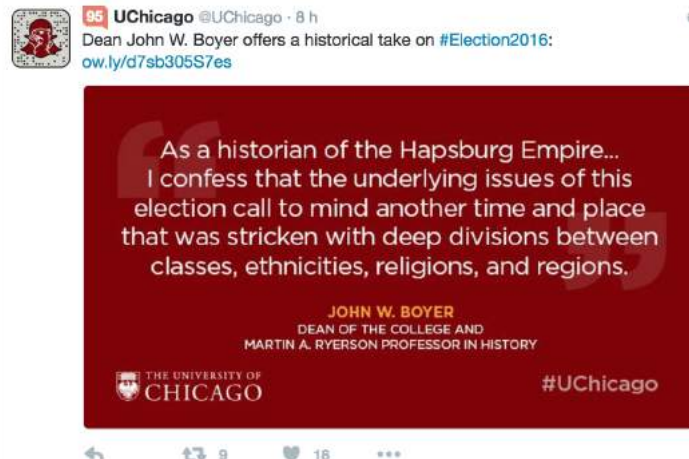 95 UChicago @UChicago · 8 h
Dean John W. Boyer offers a historical take on #Election2016:
ow.ly/d7sb305S7es
As a historian of the Hapsburg Empire...
I confess that the underlying issues of this
election call to mind another time and place
that was stricken with deep divisions between
classes, ethnicities, religions, and regions.
JOHN W. BOYER
DEAN OF THE COLLEGE AND
MARTIN A. RYERSON PROFESSOR IN HISTORY
THE UNIVERSITY OF
CHICAGO
#UChicago
9 18